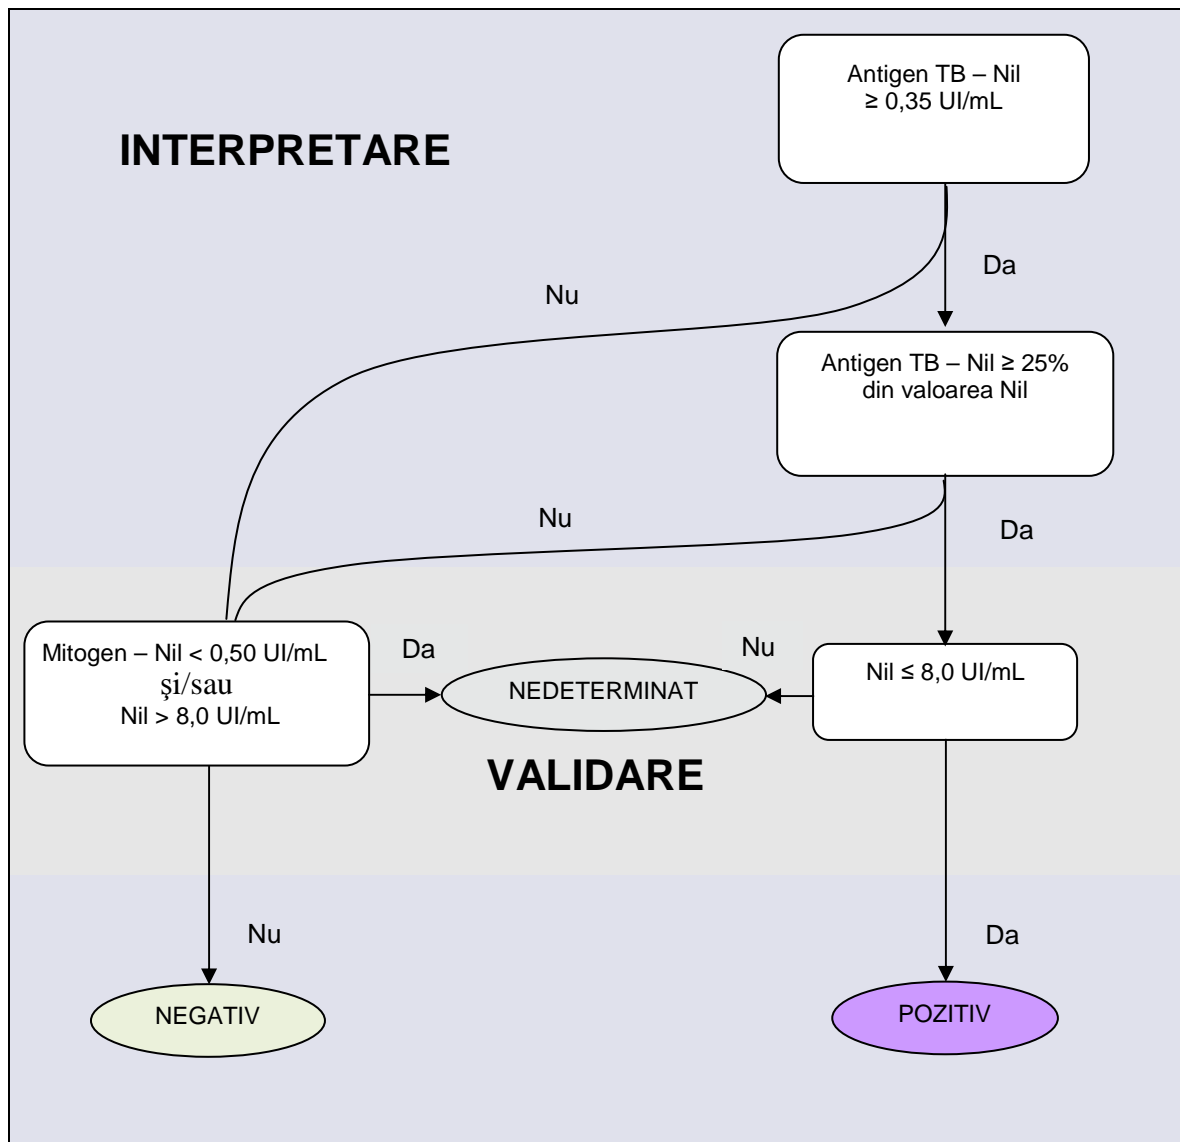 Antigen TB – Nil
≥ 0,35 UI/mL
INTERPRETARE
Da
Nu
Antigen TB – Nil ≥ 25%
din valoarea Nil
Nu
Da
Mitogen – Nil < 0,50 UI/mL
şi/sau
Nil > 8,0 UI/mL
Da
NEDETERMINAT
Nu
Nil ≤ 8,0 UI/mL
VALIDARE
Nu
Da
NEGATIV
POZITIV